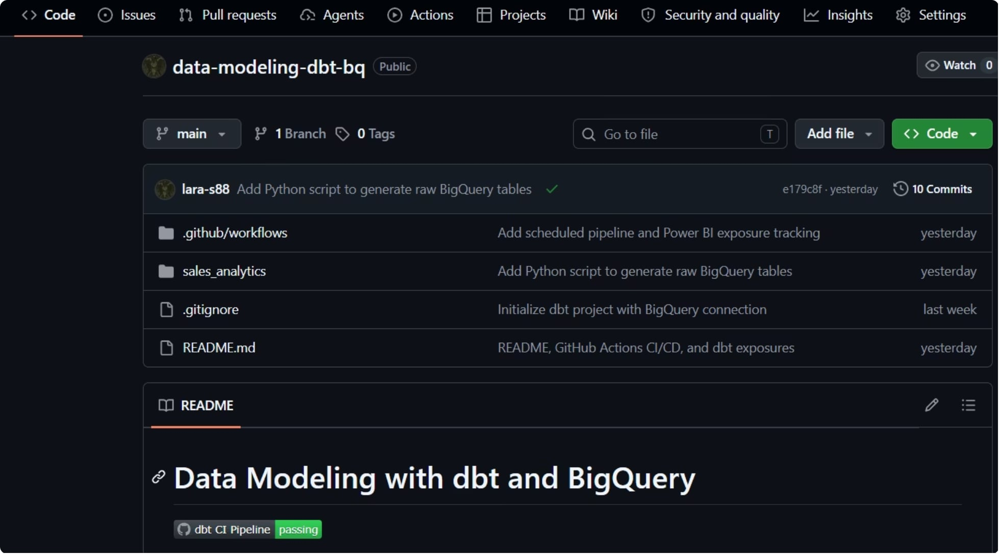 Code Issues Pull requests Agents Actions Projects Wiki Security and quality Insights Settings
data-modeling-dbt-bq Public Watch 0
main 1 Branch 0 Tags Go to file T Add file Code
lara-s88 Add Python script to generate raw BigQuery tables e179c8f · yesterday 10 Commits
.github/workflows Add scheduled pipeline and Power BI exposure tracking yesterday
sales_analytics Add Python script to generate raw BigQuery tables yesterday
.gitignore Initialize dbt project with BigQuery connection last week
README.md README, GitHub Actions CI/CD, and dbt exposures yesterday
README
Data Modeling with dbt and BigQuery
dbt CI Pipeline passing